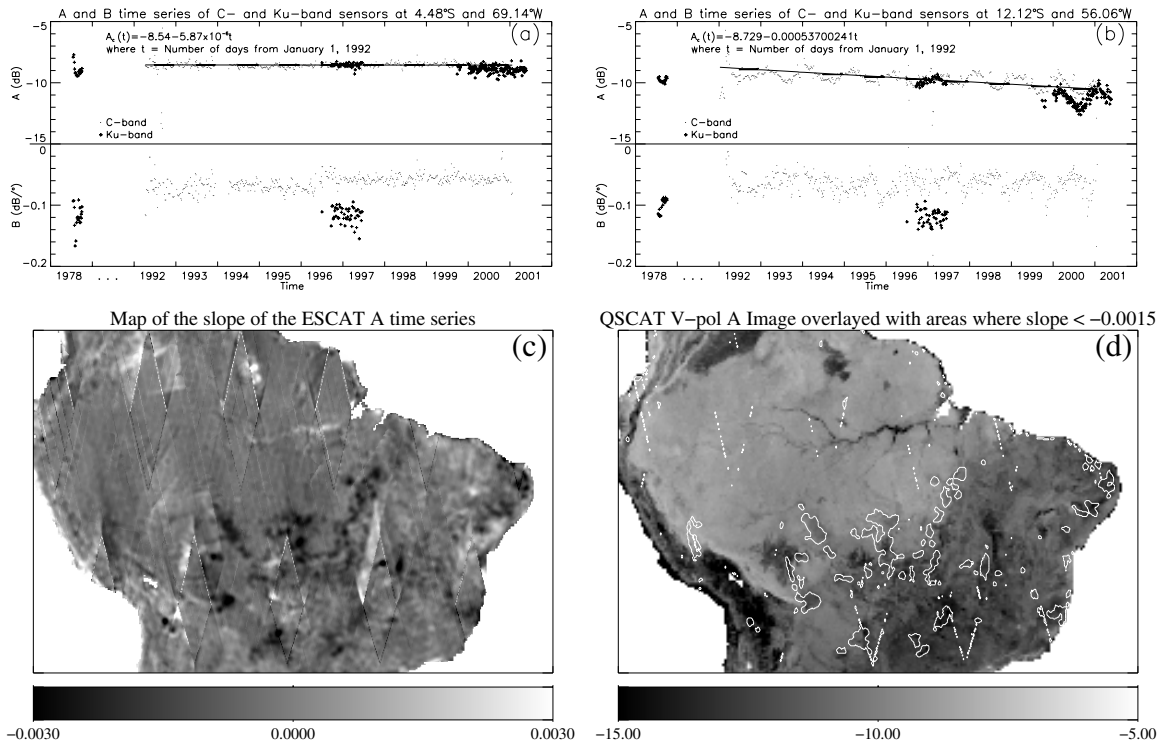 A and B time series of C- and Ku-band sensors at 4.48°S and 69.14°W
(a)
A_c(t)=-8.54-5.87x10^-6t
where t = Number of days from January 1, 1992
-5
-10
-15
A (dB)
C-band
Ku-band
0
-0.1
-0.2
B (dB/°)
1978 ... 1992 1993 1994 1995 1996 1997 1998 1999 2000 2001
Time
A and B time series of C- and Ku-band sensors at 12.12°S and 56.06°W
(b)
A_c(t)=-8.729-0.00053700241t
where t = Number of days from January 1, 1992
-5
-10
-15
A (dB)
C-band
Ku-band
0
-0.1
-0.2
B (dB/°)
1978 ... 1992 1993 1994 1995 1996 1997 1998 1999 2000 2001
Time
Map of the slope of the ESCAT A time series
(c)
-0.0030 0.0000 0.0030
QSCAT V-pol A Image overlayed with areas where slope < -0.0015
(d)
-15.00 -10.00 -5.00